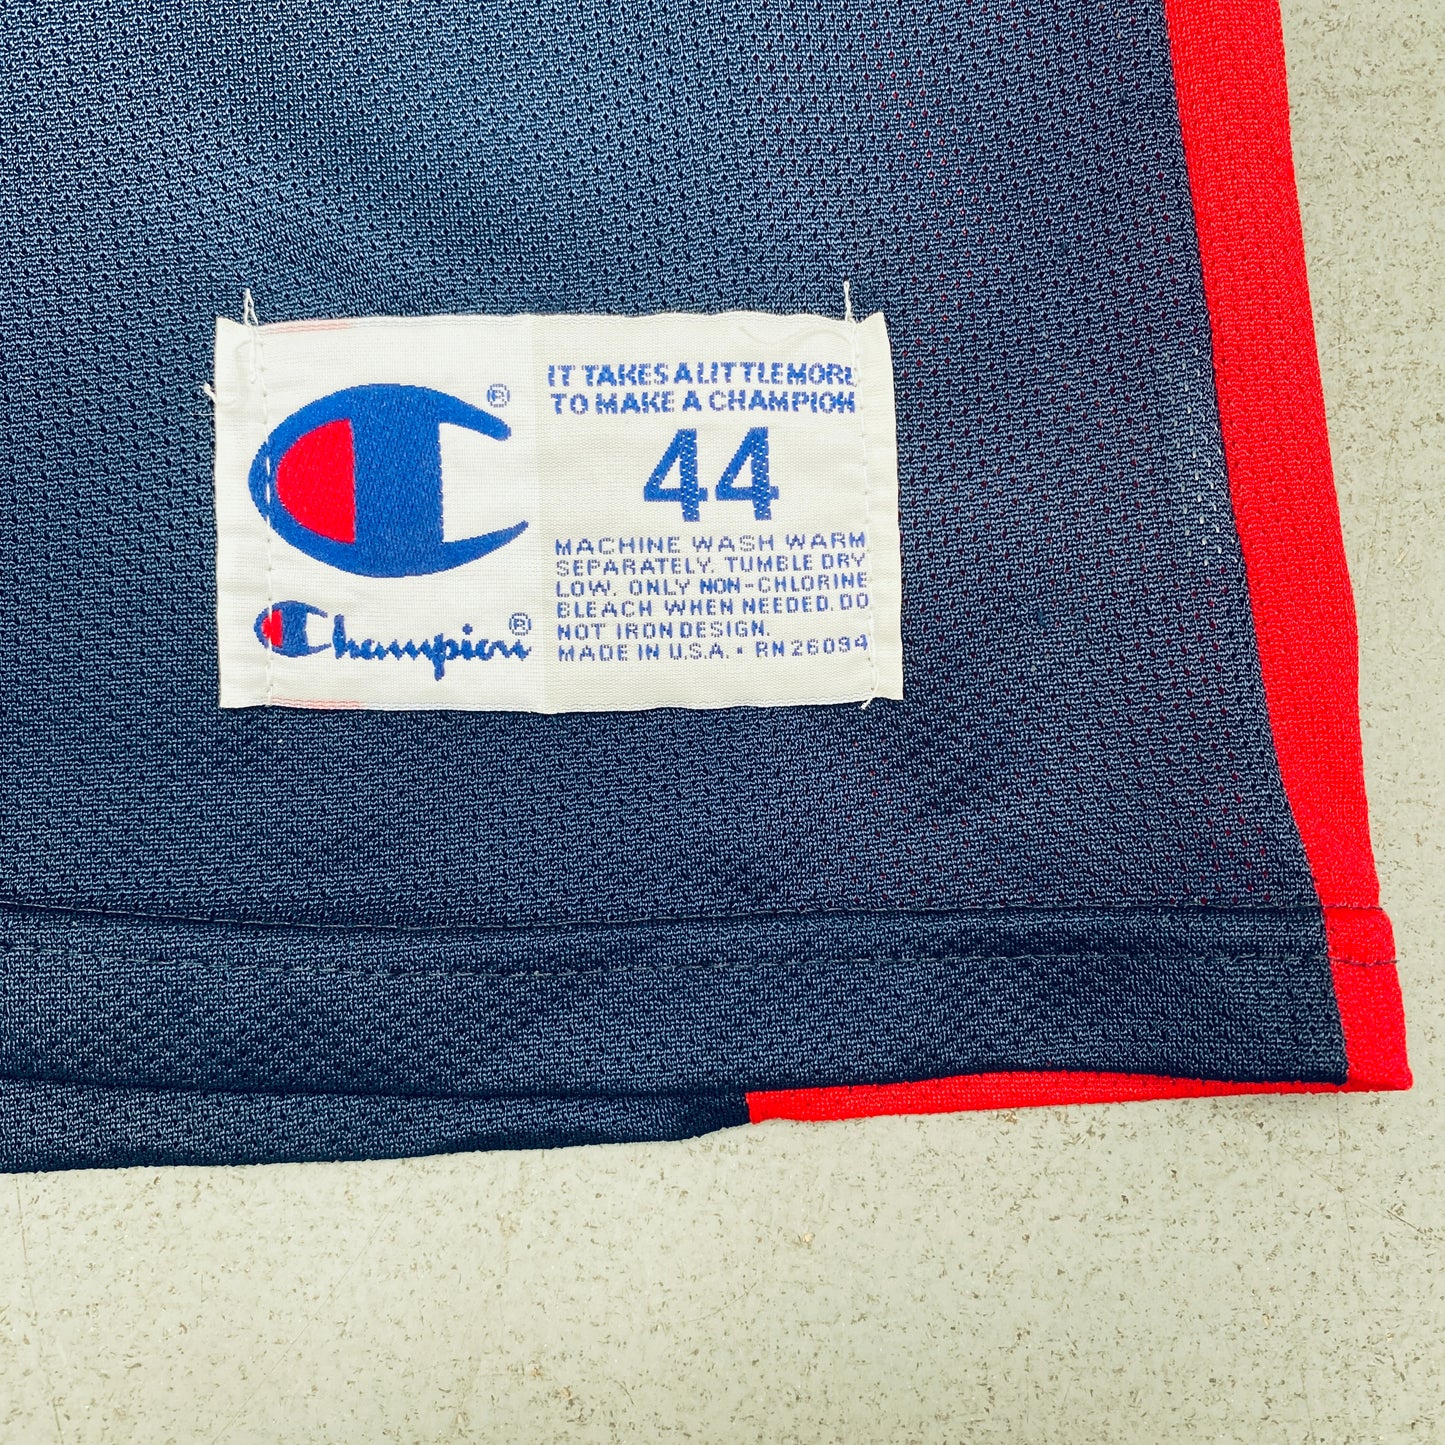 ®
Champion®
IT TAKES A LITTLE MORE
TO MAKE A CHAMPION
44
MACHINE WASH WARM
SEPARATELY. TUMBLE DRY
LOW. ONLY NON-CHLORINE
BLEACH WHEN NEEDED. DO
NOT IRON DESIGN.
MADE IN U.S.A. • RN 26094